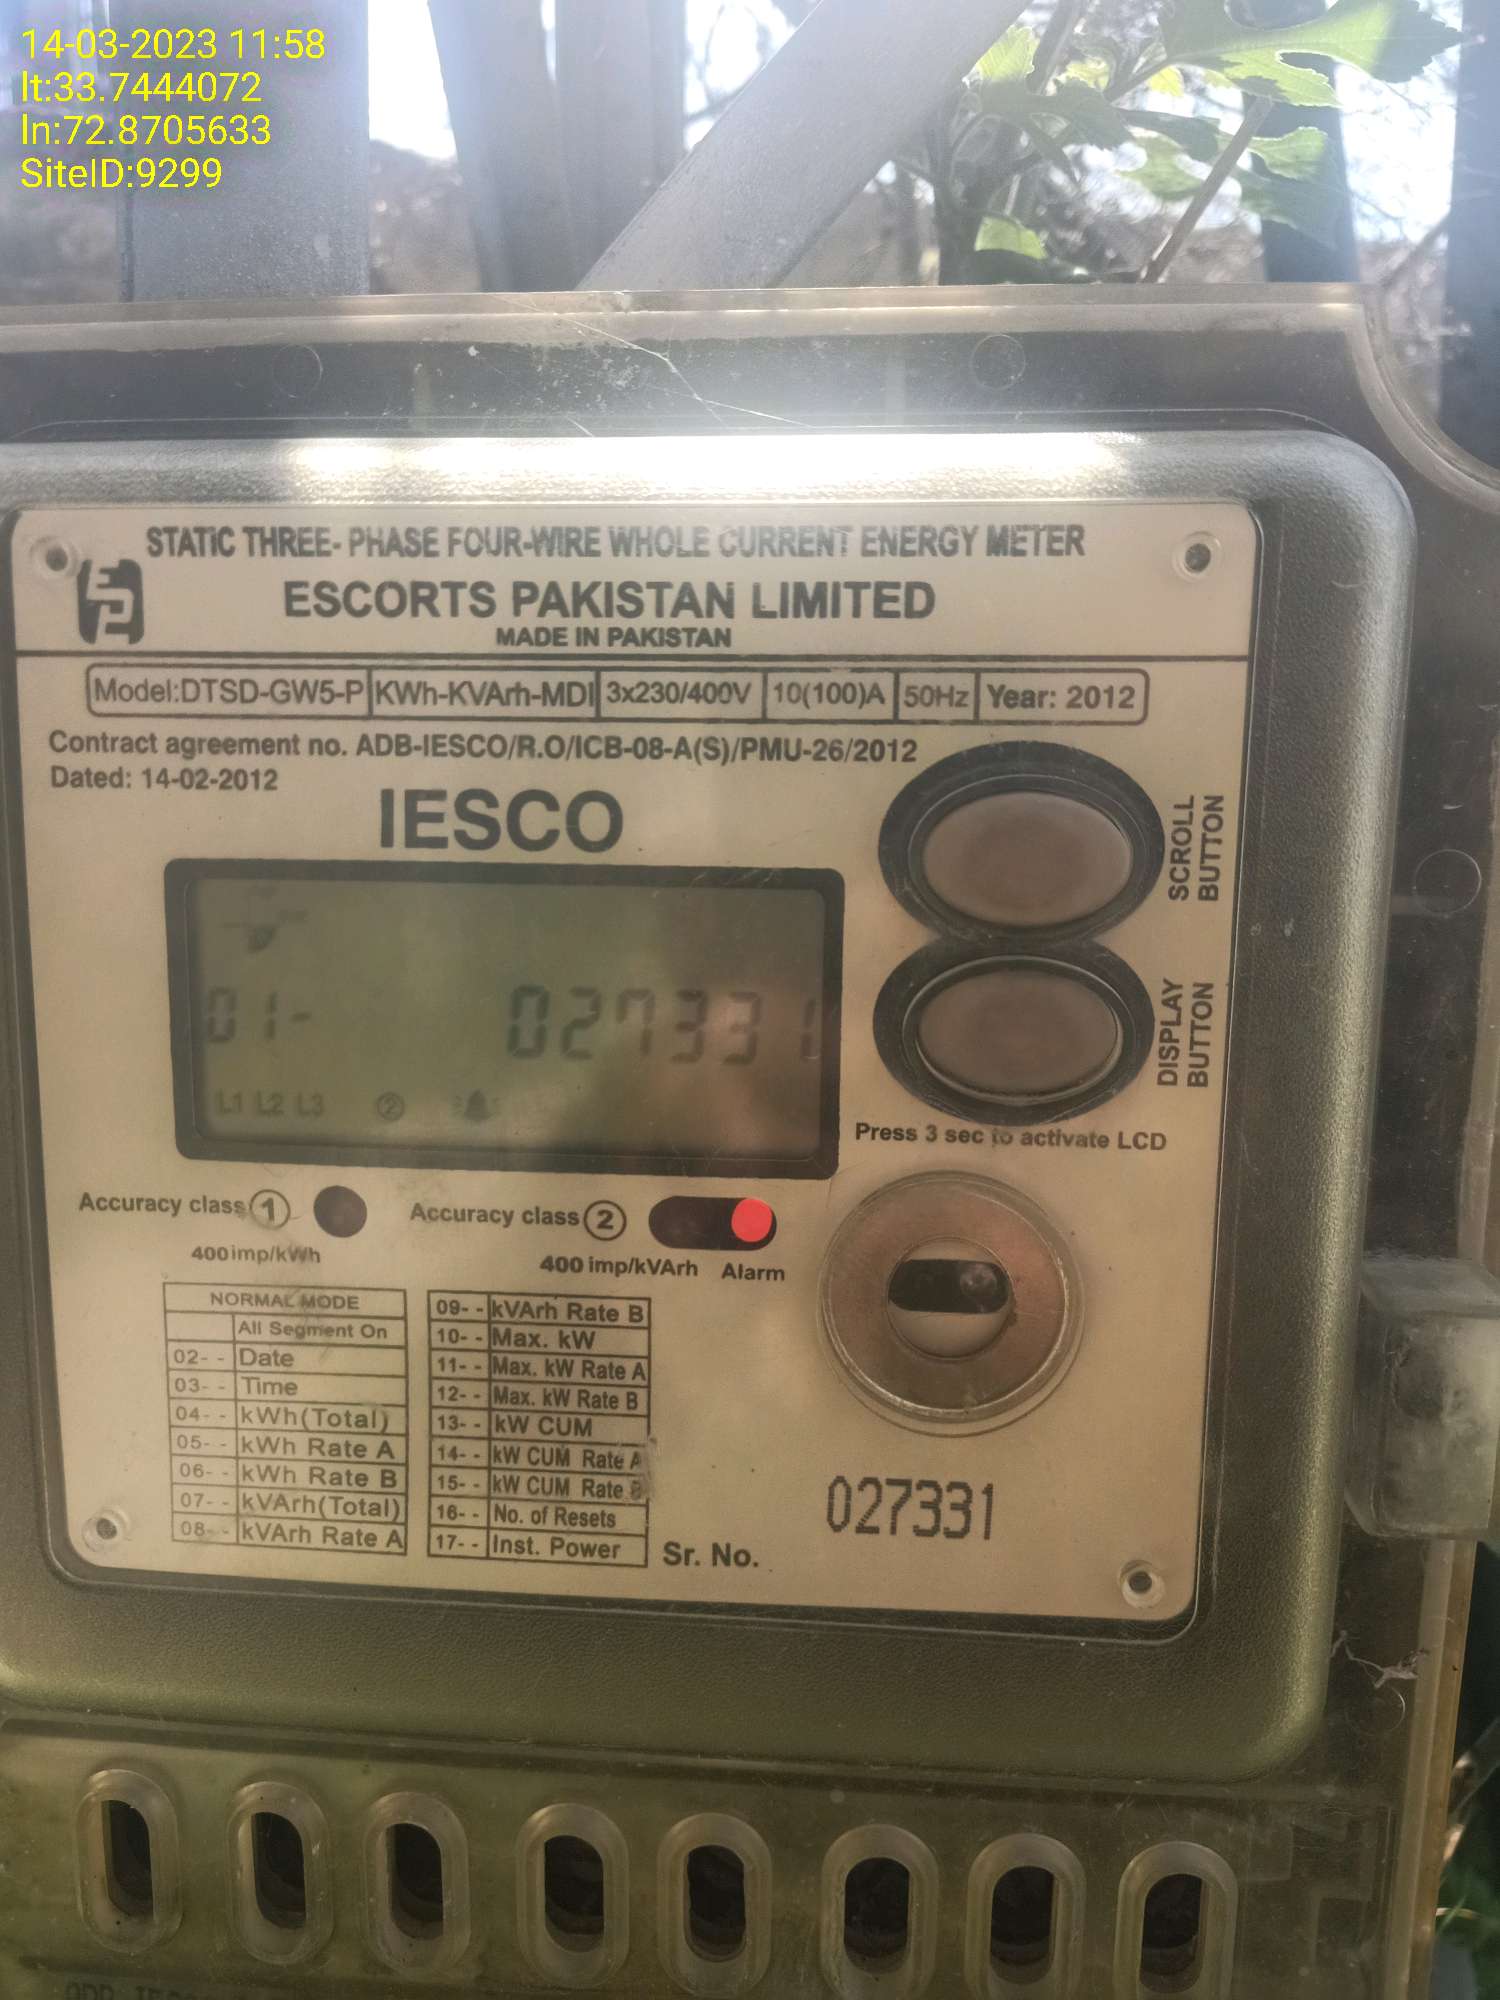 14-03-2023 11:58
lt:33.7444072
ln:72.8705633
SiteID:9299
STATIC THREE- PHASE FOUR-WIRE WHOLE CURRENT ENERGY METER
ESCORTS PAKISTAN LIMITED
MADE IN PAKISTAN
Model:DTSD-GW5-P KWh-KVArh-MDI 3x230/400V 10(100)A 50Hz Year: 2012
Contract agreement no. ADB-IESCO/R.O/ICB-08-A(S)/PMU-26/2012
Dated: 14-02-2012
IESCO
SCROLL BUTTON
01- 027331
L1 L2 L3 2
DISPLAY BUTTON
Press 3 sec to activate LCD
Accuracy class 1
400 imp/kWh
Accuracy class 2
400 imp/kVArh Alarm
NORMAL MODE
All Segment On
02- - Date
03- - Time
04- - kWh(Total)
05- - kWh Rate A
06- - kWh Rate B
07- - kVArh(Total)
08- - kVArh Rate A
09- - kVArh Rate B
10- - Max. kW
11- - Max. kW Rate A
12- - Max. kW Rate B
13- - kW CUM
14- - kW CUM Rate A
15- - kW CUM Rate B
16- - No. of Resets
17- - Inst. Power
Sr. No. 027331